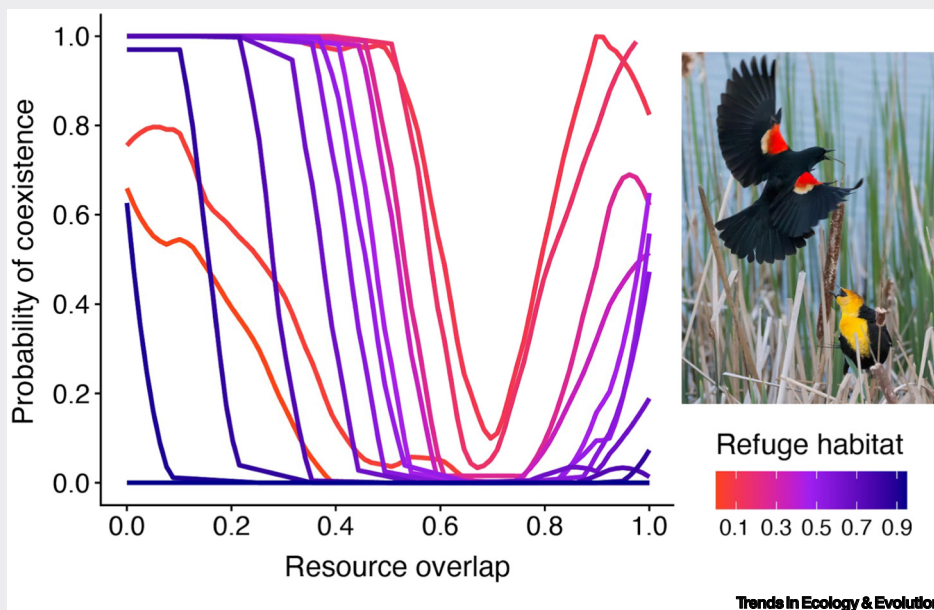 Probability of coexistence
1.0
0.8
0.6
0.4
0.2
0.0
0.0 0.2 0.4 0.6 0.8 1.0
Resource overlap
Refuge habitat
0.1 0.3 0.5 0.7 0.9
Trends in Ecology & Evolution